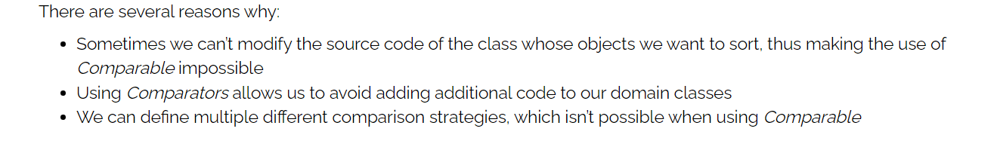 There are several reasons why:
• Sometimes we can't modify the source code of the class whose objects we want to sort, thus making the use of
Comparable impossible
• Using Comparators allows us to avoid adding additional code to our domain classes
• We can define multiple different comparison strategies, which isn't possible when using Comparable